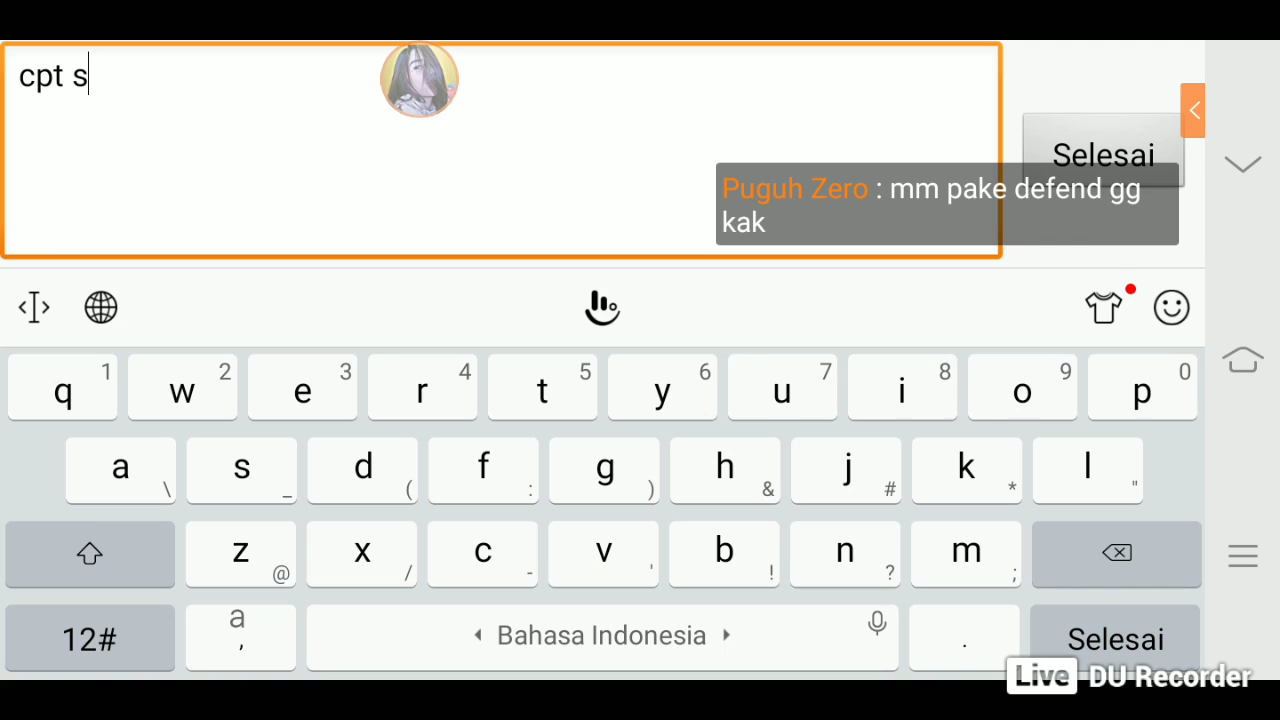 cpt s
Selesai
Puguh Zero : mm pake defend gg
kak
q 1 w 2 e 3 r 4 t 5 y 6 u 7 i 8 o 9 p 0
a \ s _ d ( f : g ) h & j # k * l "
z @ x / c - v ' b ! n ? m ;
12# a , Bahasa Indonesia . Selesai
Live DU Recorder